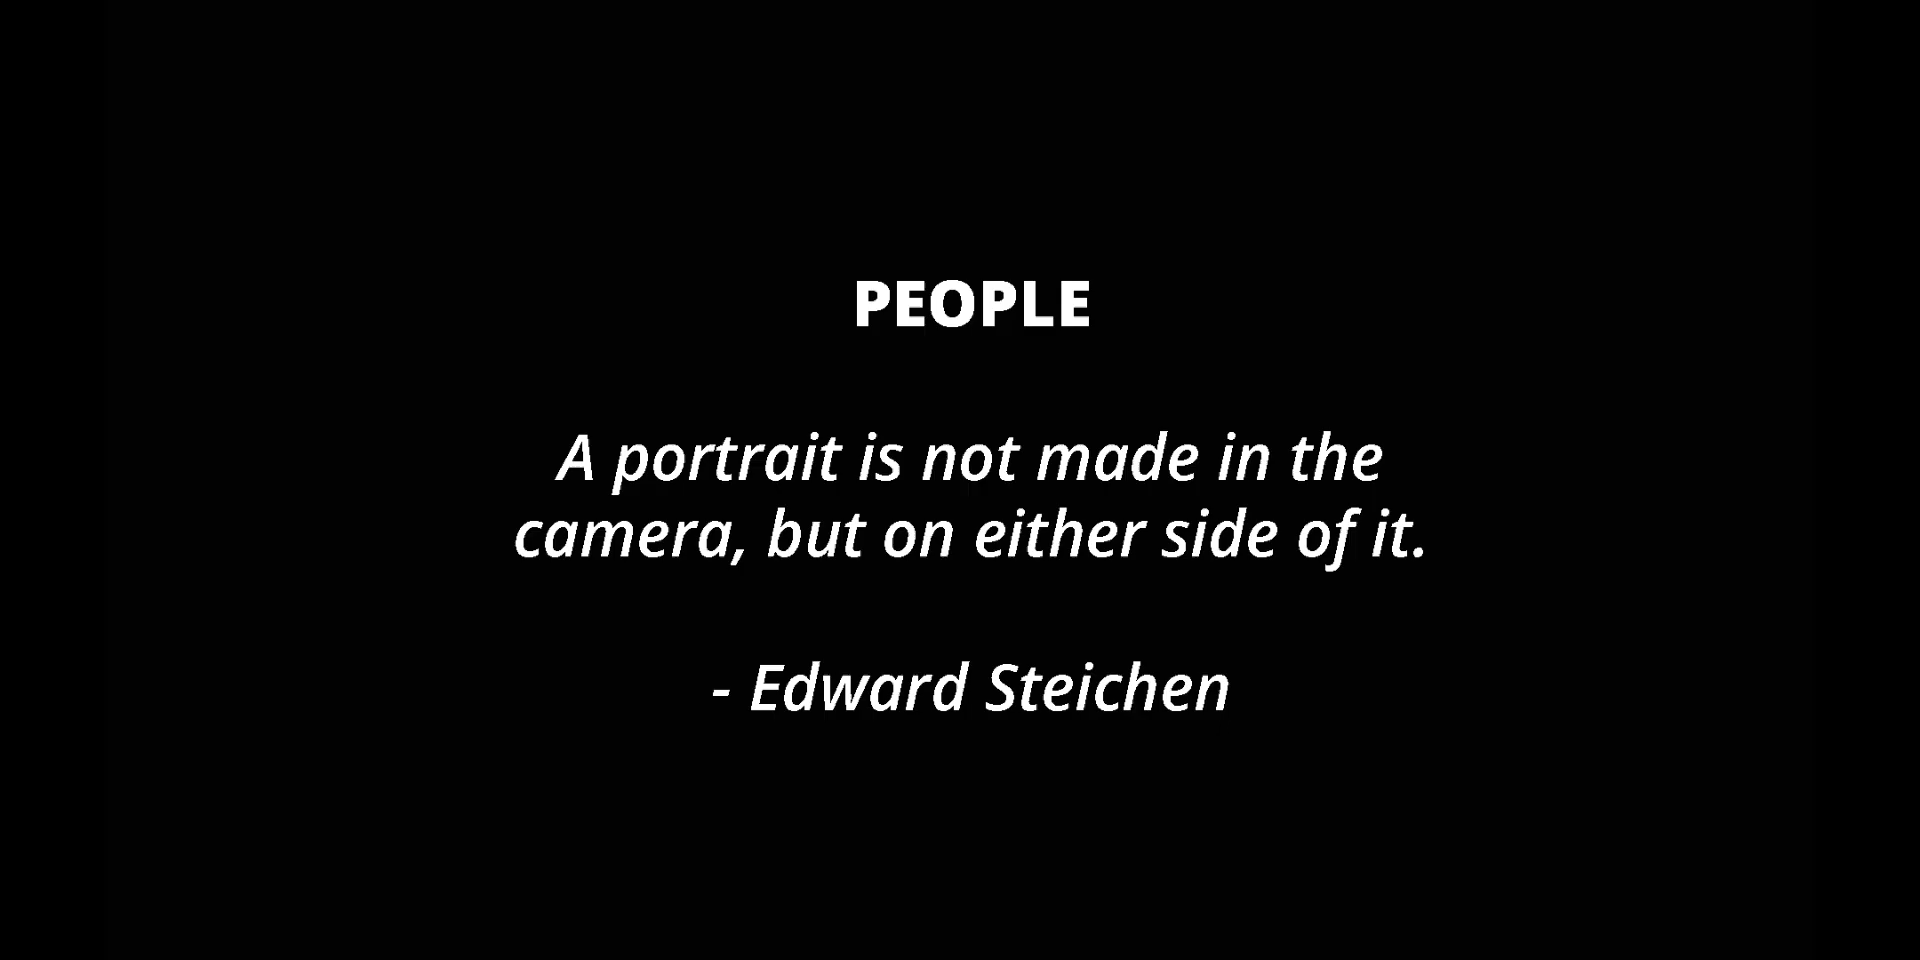 PEOPLE
A portrait is not made in the
camera, but on either side of it.
- Edward Steichen